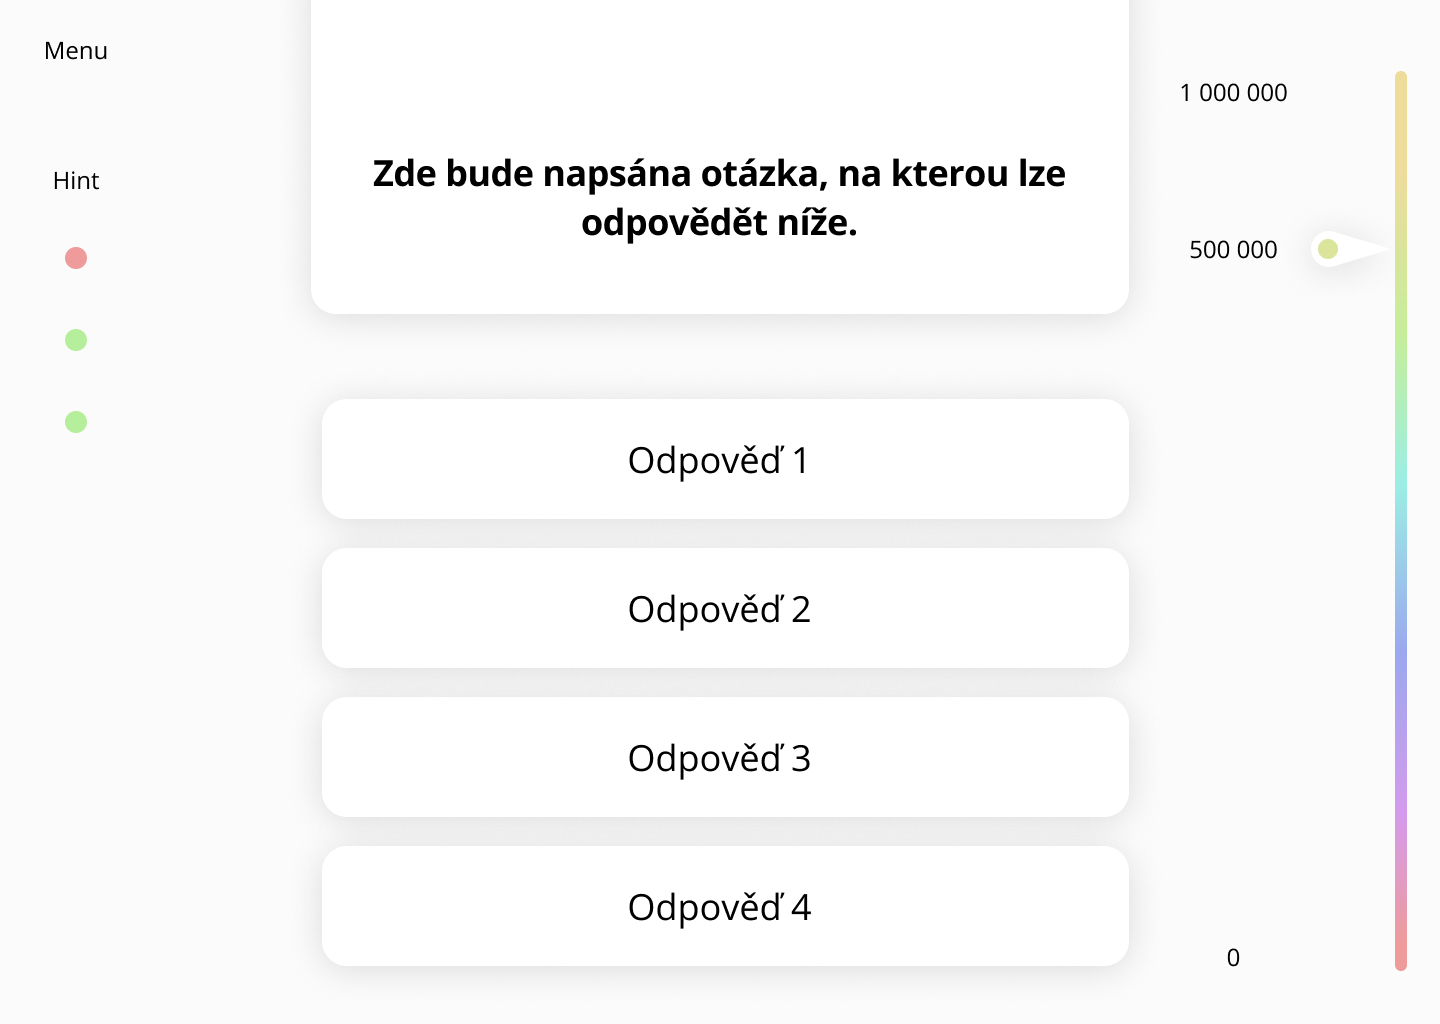 Menu
Hint
Zde bude napsána otázka, na kterou lze
odpovědět níže.
Odpověď 1
Odpověď 2
Odpověď 3
Odpověď 4
1 000 000
500 000
0